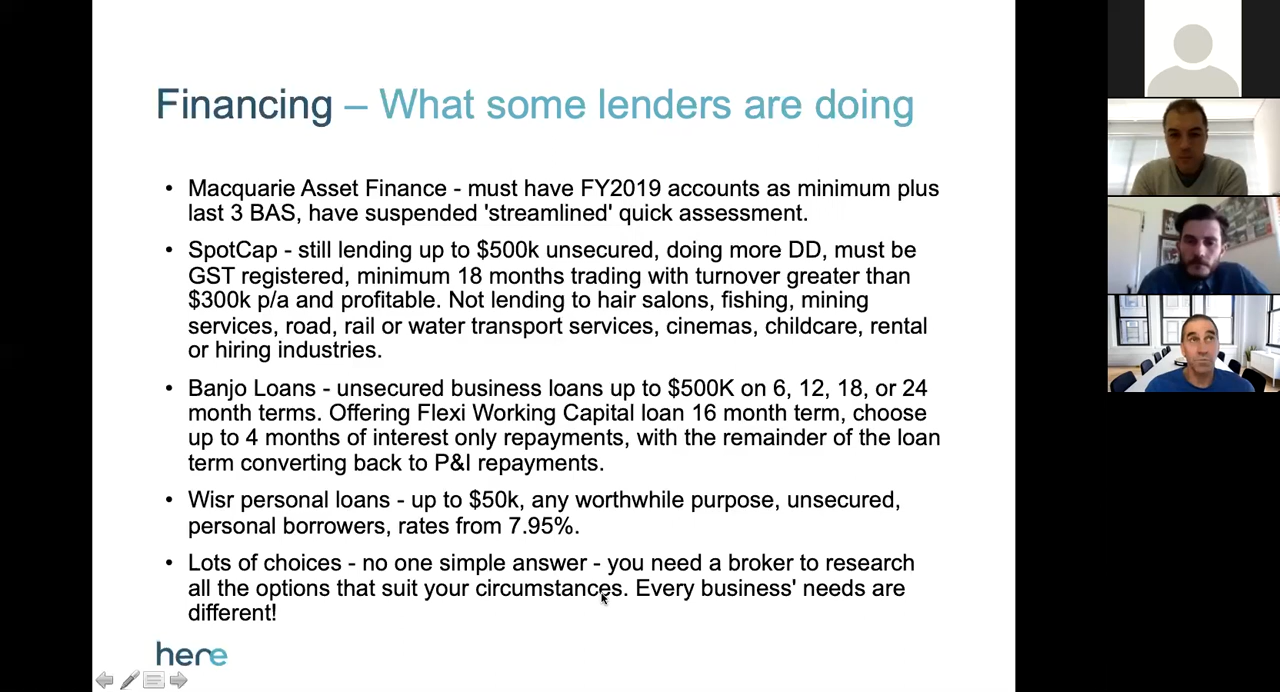 Financing – What some lenders are doing
• Macquarie Asset Finance - must have FY2019 accounts as minimum plus
last 3 BAS, have suspended 'streamlined' quick assessment.
• SpotCap - still lending up to $500k unsecured, doing more DD, must be
GST registered, minimum 18 months trading with turnover greater than
$300k p/a and profitable. Not lending to hair salons, fishing, mining
services, road, rail or water transport services, cinemas, childcare, rental
or hiring industries.
• Banjo Loans - unsecured business loans up to $500K on 6, 12, 18, or 24
month terms. Offering Flexi Working Capital loan 16 month term, choose
up to 4 months of interest only repayments, with the remainder of the loan
term converting back to P&I repayments.
• Wisr personal loans - up to $50k, any worthwhile purpose, unsecured,
personal borrowers, rates from 7.95%.
• Lots of choices - no one simple answer - you need a broker to research
all the options that suit your circumstances. Every business' needs are
different!
here